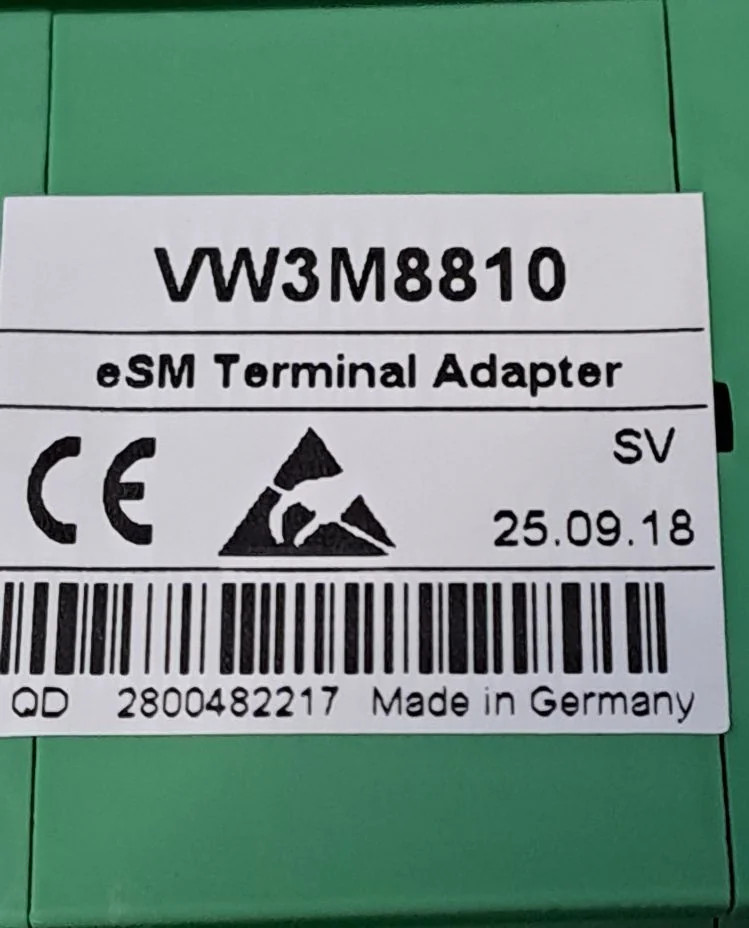 VW3M8810
eSM Terminal Adapter
CE
SV
25.09.18
QD 2800482217 Made in Germany